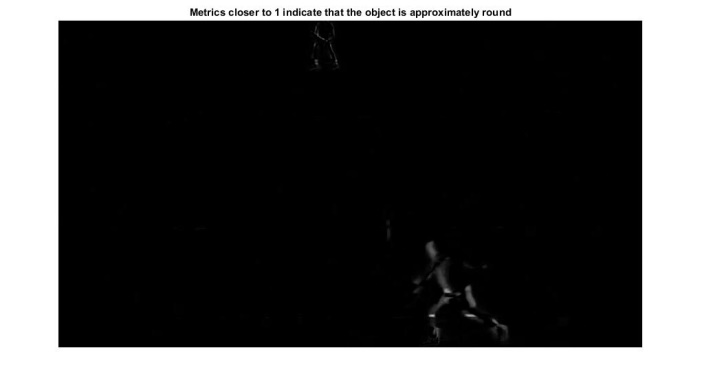 Metrics closer to 1 indicate that the object is approximately round